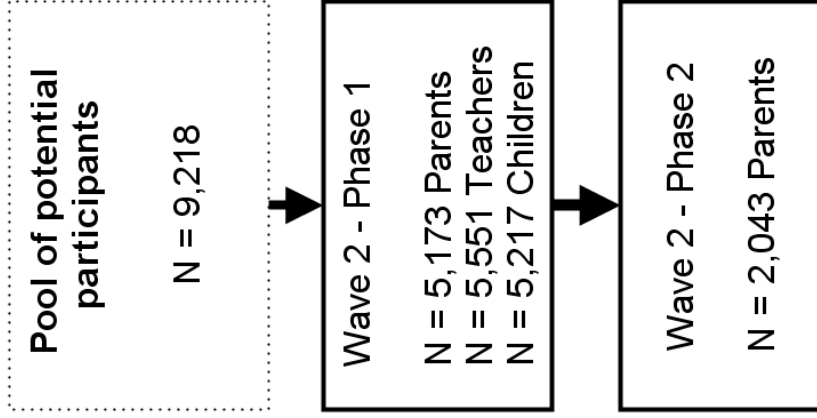 Pool of potential
participants
N = 9,218
Wave 2 - Phase 1
N = 5,173 Parents
N = 5,551 Teachers
N = 5,217 Children
Wave 2 - Phase 2
N = 2,043 Parents